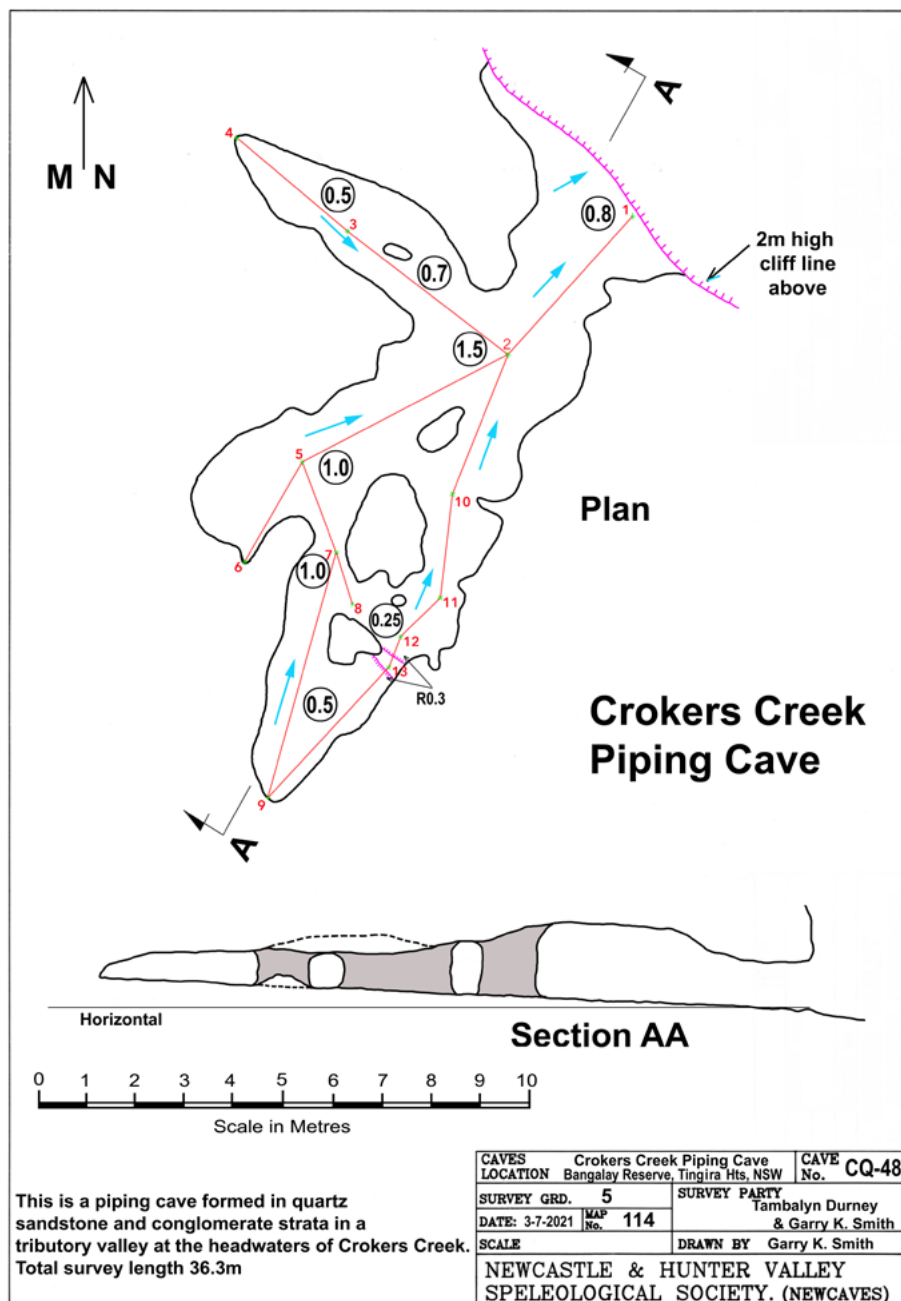 A
4
M N
0.5
3
0.8
1
2m high
cliff line
above
0.7
1.5
2
5
1.0
10
Plan
6
7
1.0
8
11
0.25
12
13
R0.3
0.5
Crokers Creek
Piping Cave
9
A
Horizontal
Section AA
0 1 2 3 4 5 6 7 8 9 10
Scale in Metres
This is a piping cave formed in quartz
sandstone and conglomerate strata in a
tributory valley at the headwaters of Crokers Creek.
Total survey length 36.3m
CAVES Crokers Creek Piping Cave
LOCATION Bangalay Reserve, Tingira Hts, NSW
CAVE
No. CQ-48
SURVEY GRD. 5
SURVEY PARTY
Tambalyn Durney
& Garry K. Smith
DATE: 3-7-2021
MAP
No. 114
SCALE
DRAWN BY Garry K. Smith
NEWCASTLE & HUNTER VALLEY
SPELEOLOGICAL SOCIETY. (NEWCAVES)